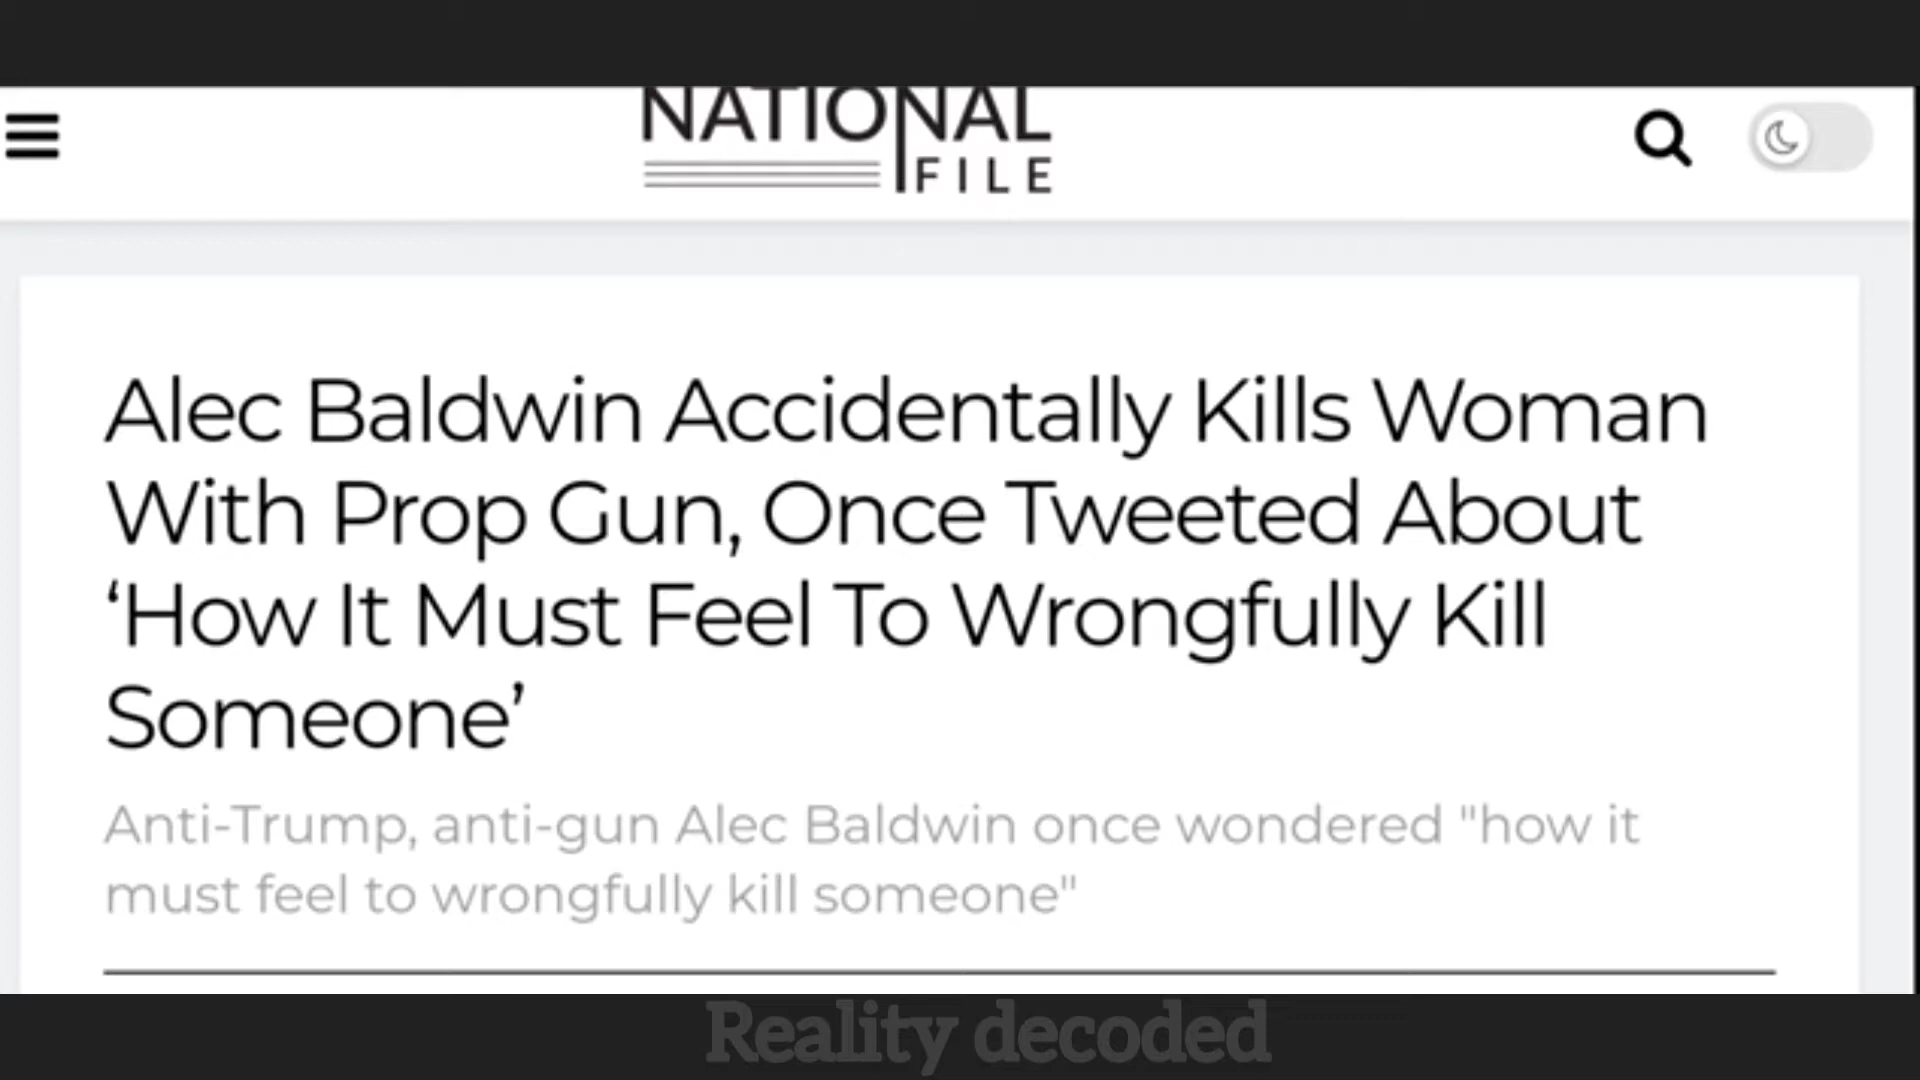 NATIONAL
FILE
Alec Baldwin Accidentally Kills Woman
With Prop Gun, Once Tweeted About
‘How It Must Feel To Wrongfully Kill
Someone’
Anti-Trump, anti-gun Alec Baldwin once wondered "how it
must feel to wrongfully kill someone"
Reality decoded